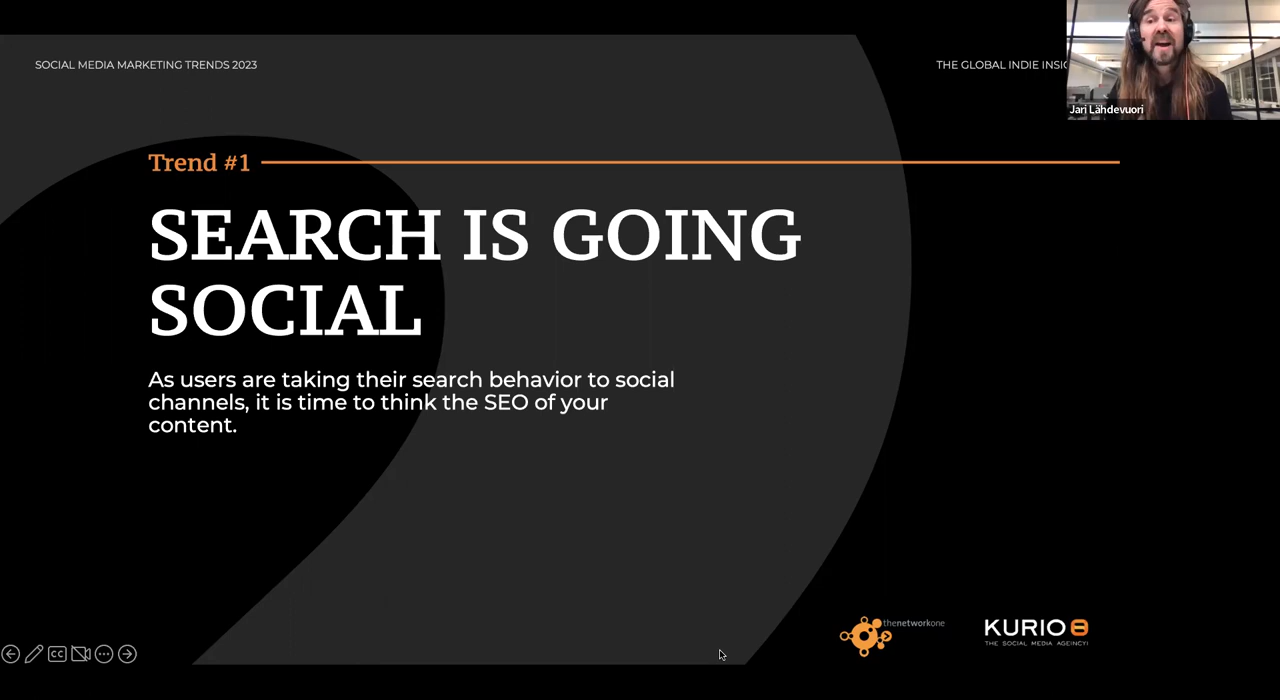 SOCIAL MEDIA MARKETING TRENDS 2023
THE GLOBAL INDIE
Jari Lähdevuori
Trend #1
SEARCH IS GOING
SOCIAL
As users are taking their search behavior to social
channels, it is time to think the SEO of your
content.
thenetworkone
KURIO
THE SOCIAL MEDIA AGEINCY!
CC